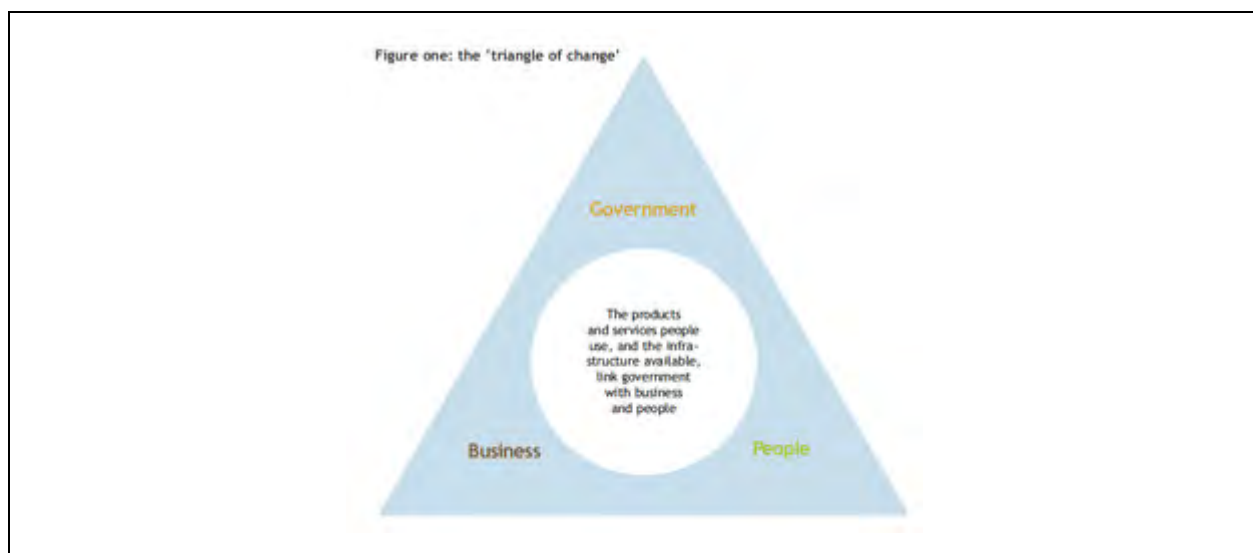 Figure one: the ‘triangle of change’
Government
The products
and services people
use, and the infra-
structure available,
link government
with business
and people
Business
People